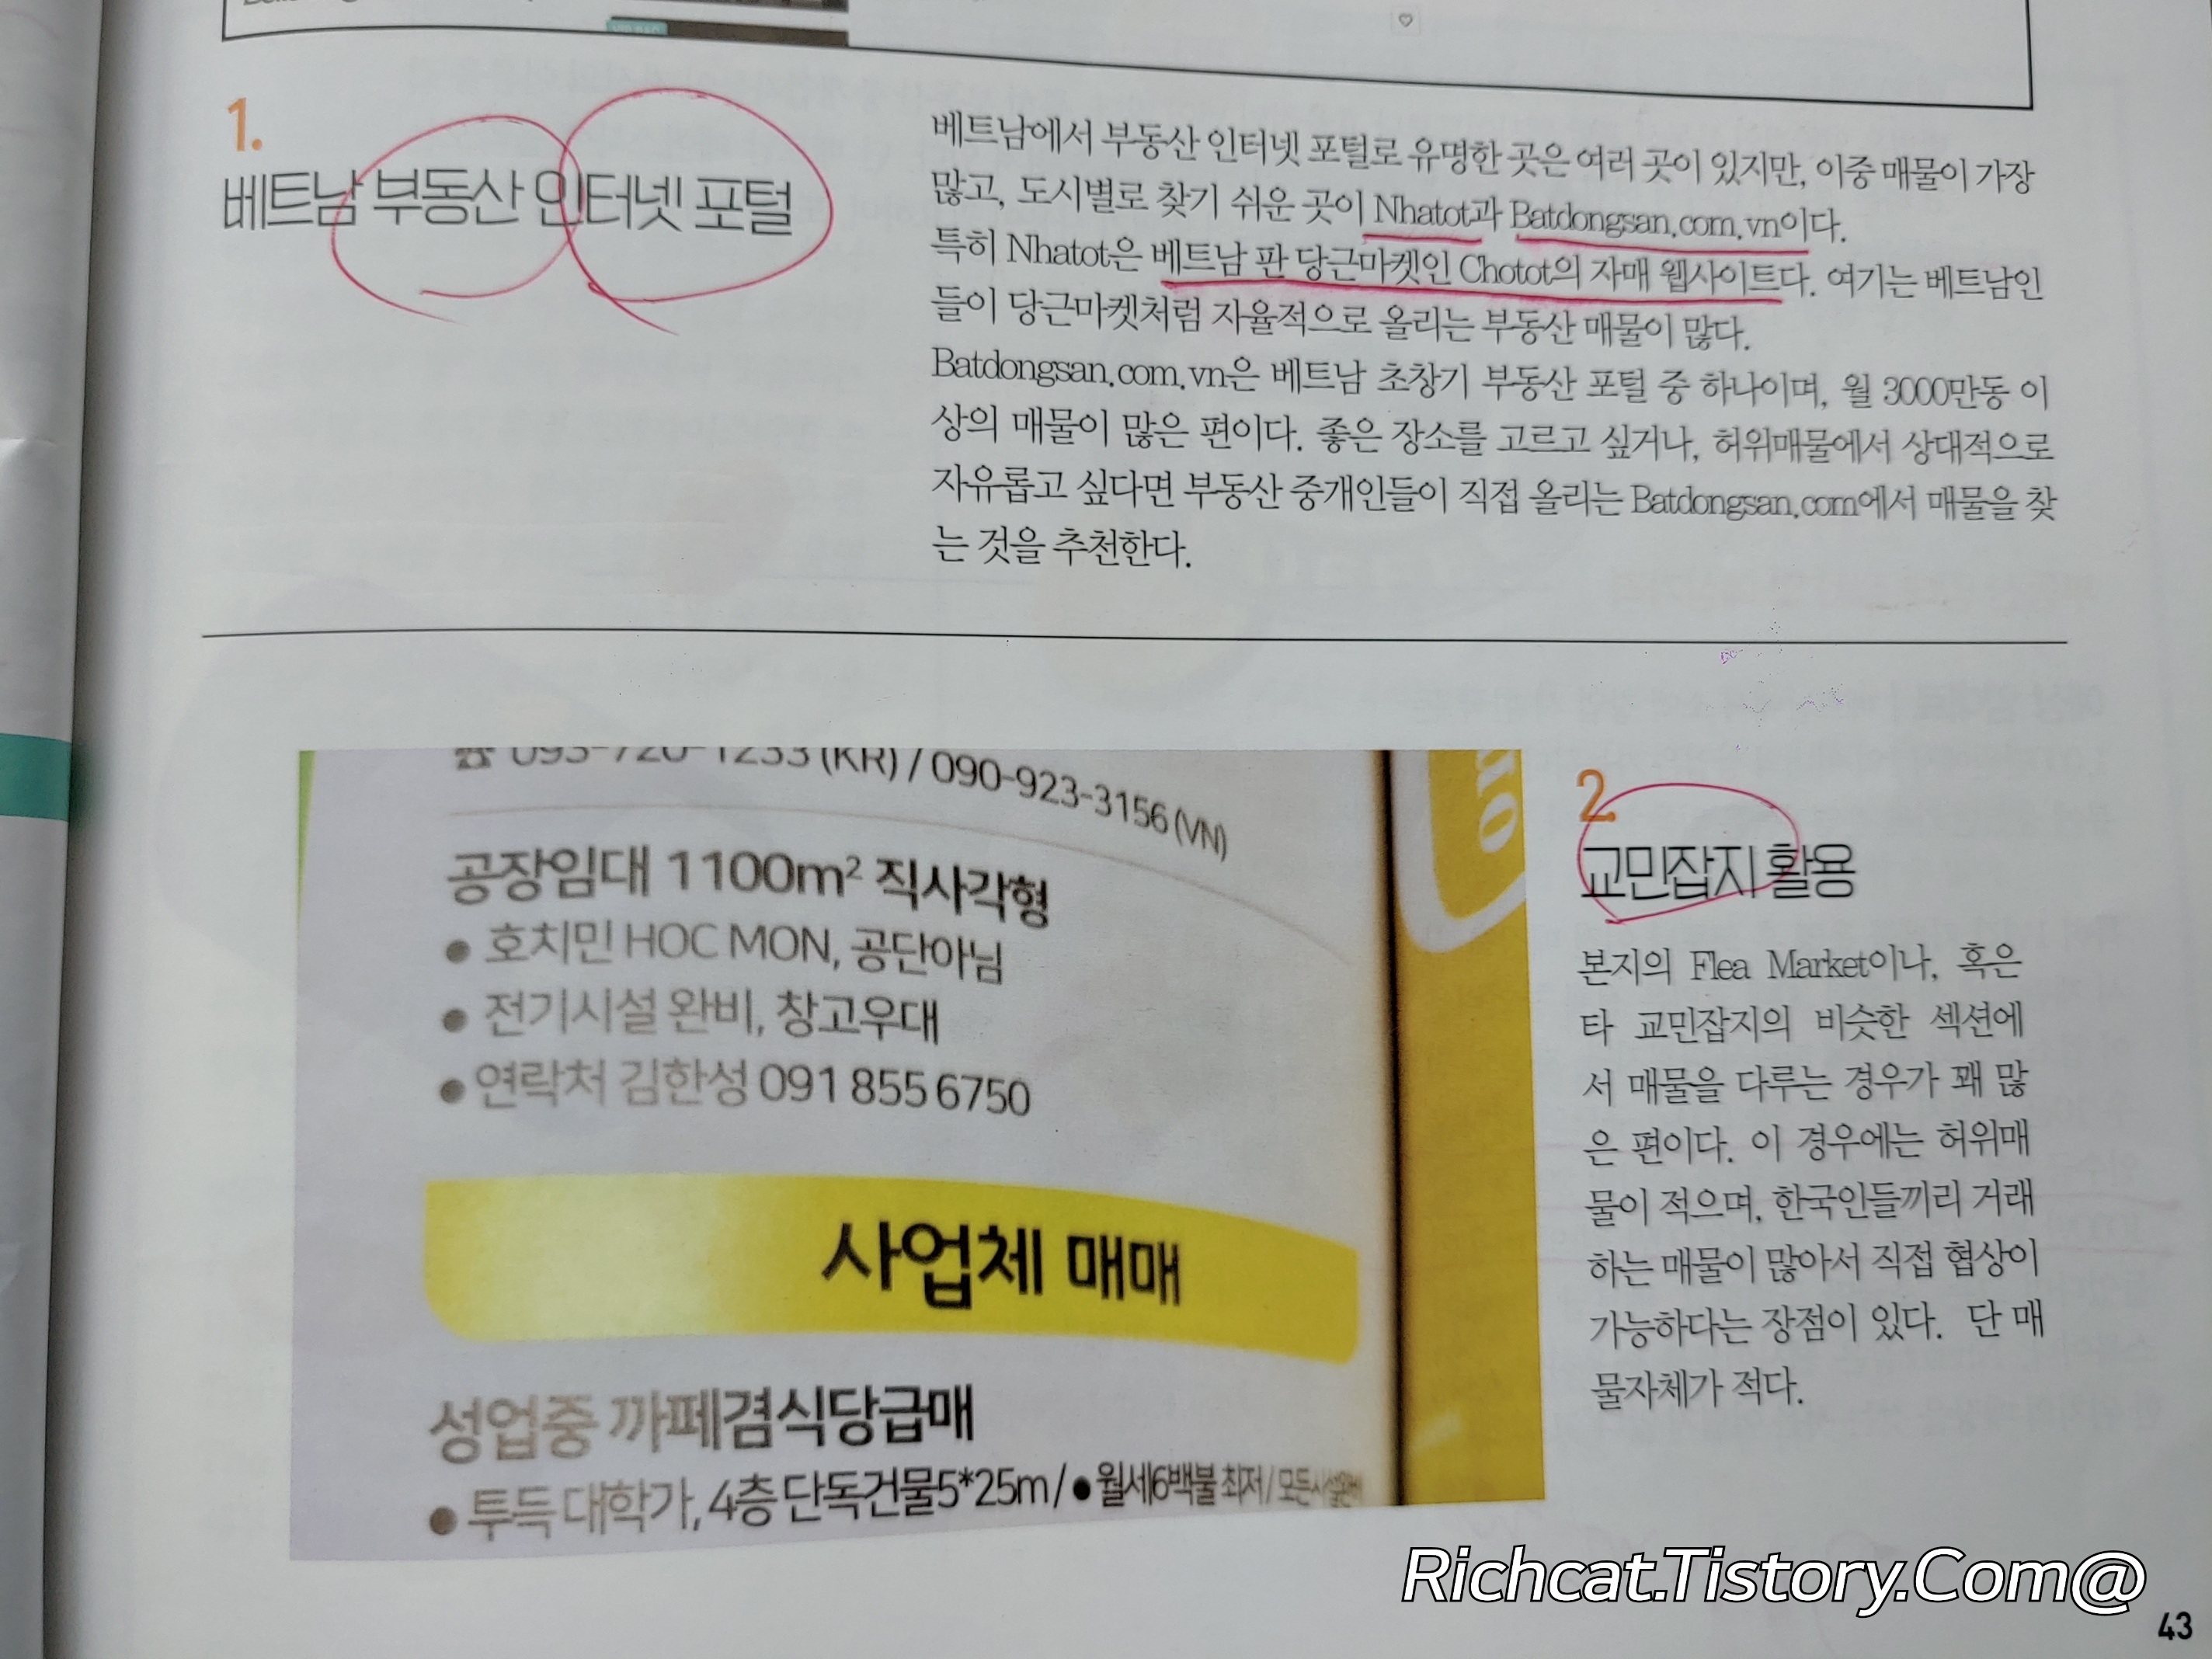 1.
베트남 부동산 인터넷 포털
베트남에서 부동산 인터넷 포털로 유명한 곳은 여러 곳이 있지만, 이중 매물이 가장
많고, 도시별로 찾기 쉬운 곳이 Nhatot과 Batdongsan.com.vn이다.
특히 Nhatot은 베트남 판 당근마켓인 Chotot의 자매 웹사이트다. 여기는 베트남인
들이 당근마켓처럼 자율적으로 올리는 부동산 매물이 많다.
Batdongsan.com.vn은 베트남 초창기 부동산 포털 중 하나이며, 월 3000만동 이
상의 매물이 많은 편이다. 좋은 장소를 고르고 싶거나, 허위매물에서 상대적으로
자유롭고 싶다면 부동산 중개인들이 직접 올리는 Batdongsan.com에서 매물을 찾
는 것을 추천한다.
☎ 093-720-1233 (KR) / 090-923-3156 (VN)
공장임대 1100m² 직사각형
● 호치민 HOC MON, 공단아님
● 전기시설 완비, 창고우대
● 연락처 김한성 091 855 6750
사업체 매매
성업중 까페겸식당급매
● 투득 대학가, 4층 단독건물5*25m / ● 월세6백불 최저 / 모든시설완비
2.
교민잡지 활용
본지의 Flea Market이나, 혹은
타 교민잡지의 비슷한 섹션에
서 매물을 다루는 경우가 꽤 많
은 편이다. 이 경우에는 허위매
물이 적으며, 한국인들끼리 거래
하는 매물이 많아서 직접 협상이
가능하다는 장점이 있다. 단 매
물자체가 적다.
Richcat.Tistory.Com@
43